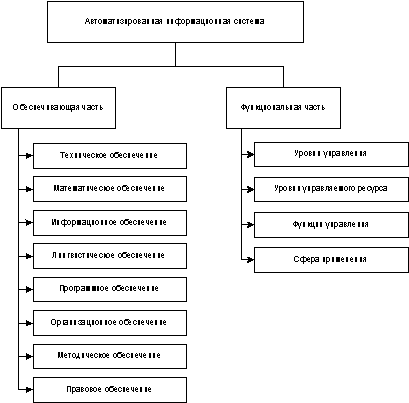 Автоматизированная информационная система
Обеспечивающая часть
Функциональная часть
Техническое обеспечение
Математическое обеспечение
Информационное обеспечение
Лингвистическое обеспечение
Программное обеспечение
Организационное обеспечение
Методическое обеспечение
Правовое обеспечение
Уровни управления
Уровни управляемого ресурса
Функции управления
Сфера применения